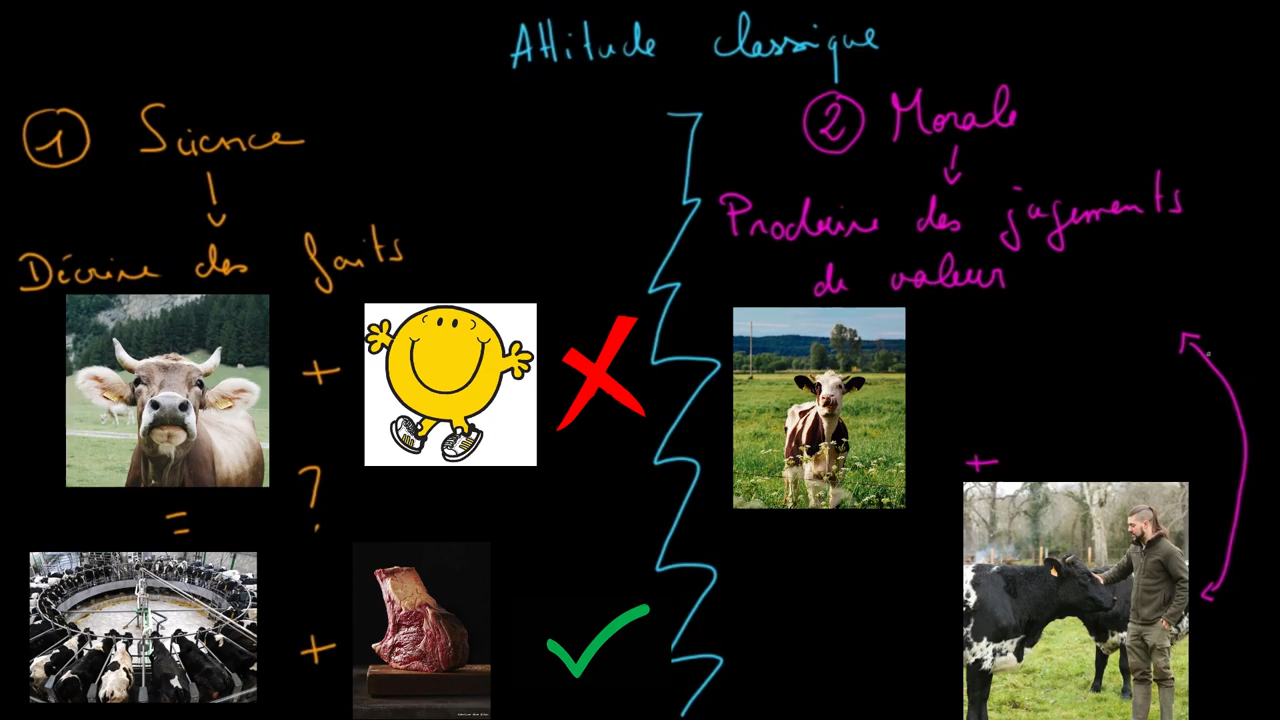 Attitude classique
① Science
Décrire des faits
+
= ?
+
② Morale
Produire des jugements
de valeur
+